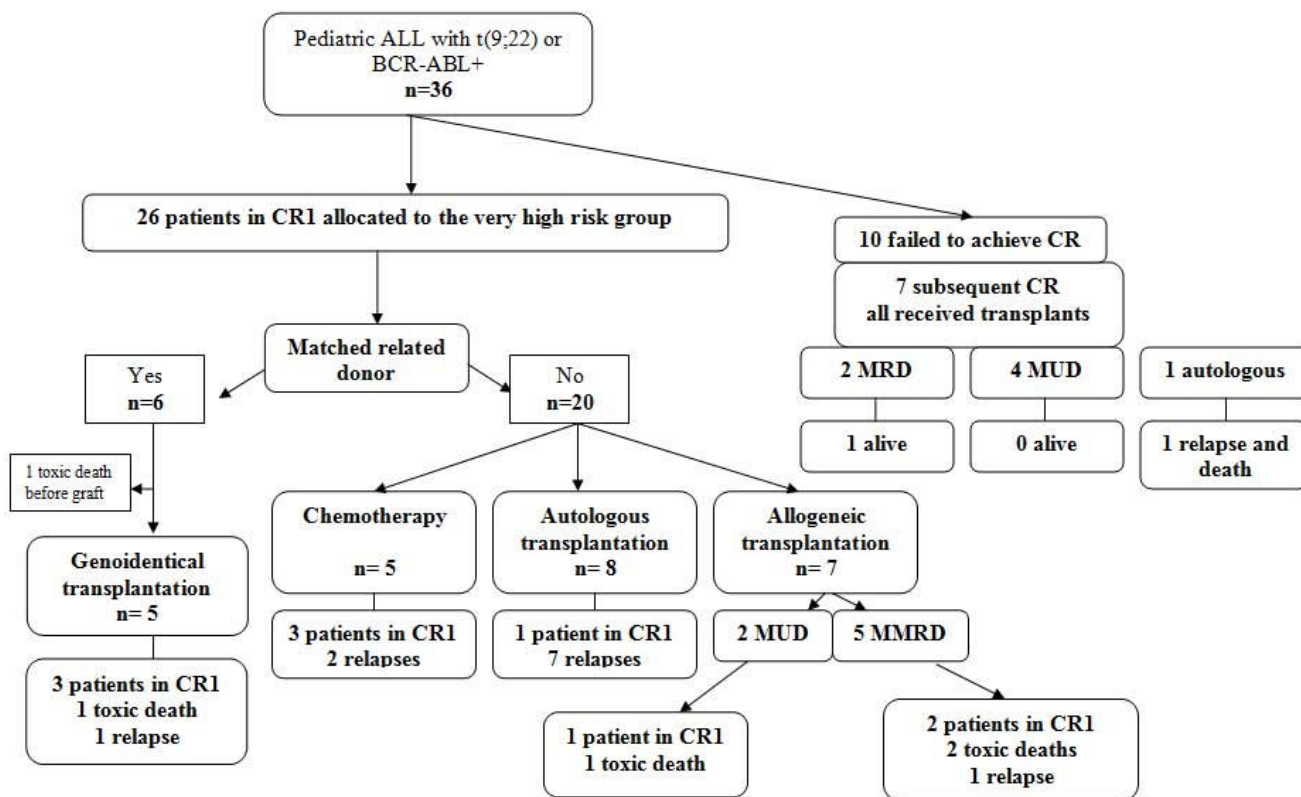 Pediatric ALL with t(9;22) or
BCR-ABL+
n=36
26 patients in CR1 allocated to the very high risk group
10 failed to achieve CR
7 subsequent CR
all received transplants
Matched related
donor
Yes
n=6
No
n=20
2 MRD
4 MUD
1 autologous
1 alive
0 alive
1 relapse and
death
1 toxic death
before graft
Genoidentical
transplantation
n= 5
Chemotherapy
n= 5
Autologous
transplantation
n= 8
Allogeneic
transplantation
n= 7
3 patients in CR1
2 relapses
1 patient in CR1
7 relapses
2 MUD
5 MMRD
3 patients in CR1
1 toxic death
1 relapse
1 patient in CR1
1 toxic death
2 patients in CR1
2 toxic deaths
1 relapse